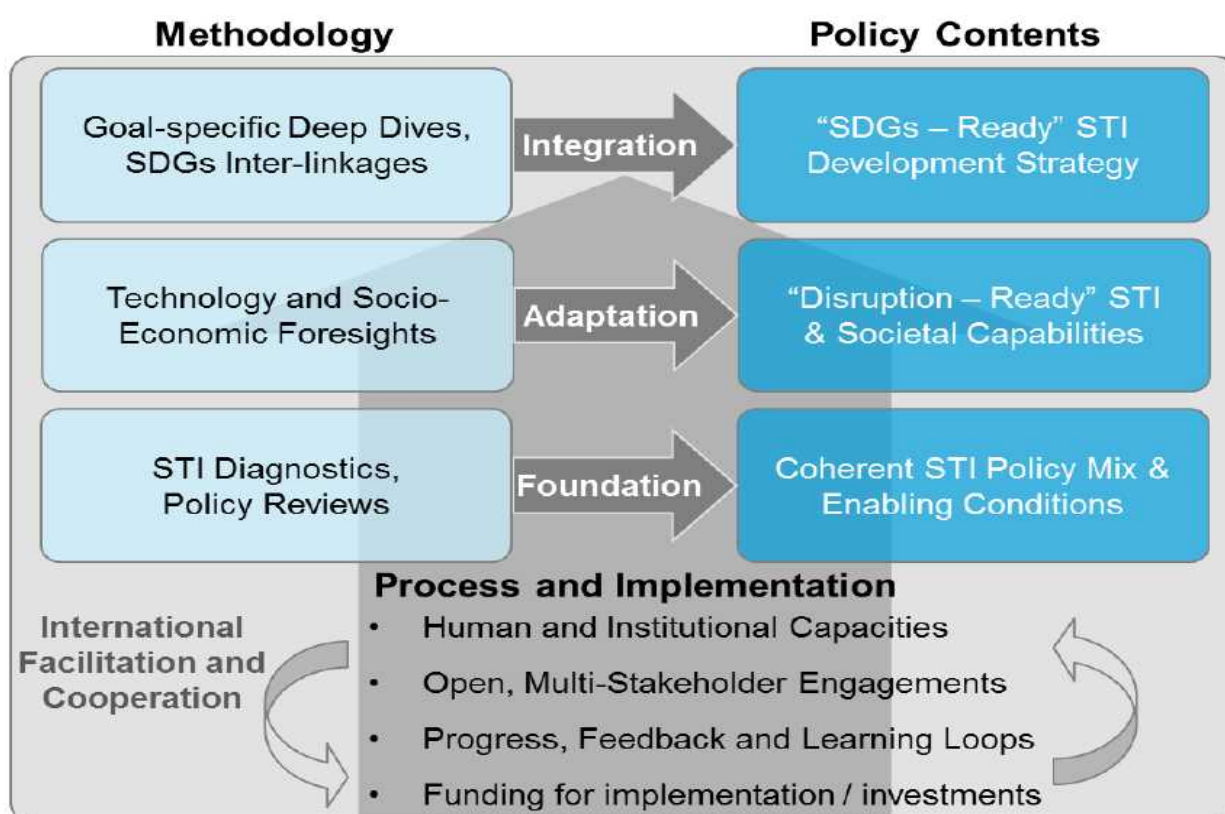 Methodology
Policy Contents
Goal-specific Deep Dives,
SDGs Inter-linkages
Integration
“SDGs – Ready” STI
Development Strategy
Technology and Socio-
Economic Foresights
Adaptation
“Disruption – Ready” STI
& Societal Capabilities
STI Diagnostics,
Policy Reviews
Foundation
Coherent STI Policy Mix &
Enabling Conditions
Process and Implementation
International
Facilitation and
Cooperation
• Human and Institutional Capacities
• Open, Multi-Stakeholder Engagements
• Progress, Feedback and Learning Loops
• Funding for implementation / investments